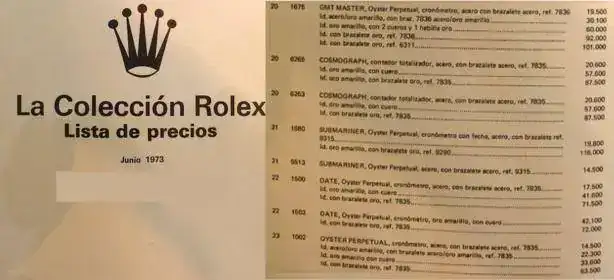 La Colección Rolex
Lista de precios
Junio 1973
20 1675 GMT MASTER, Oyster Perpetual, cronómetro, acero con brazalete acero, ref. 7836 19.500
Id. acero/oro amarillo, con braz. 7836 acero/oro amarillo 30.100
Id. oro amarillo, con 2 cueros y 1 hebilla oro 60.000
Id. con brazalete oro, ref. 7836 92.000
Id. con brazalete oro, ref. 6311 101.000
20 6265 COSMOGRAPH, contador totalizador, acero, con brazalete acero, ref. 7835 20.600
Id. oro amarillo, con cuero 57.600
Id. con brazalete oro, ref. 7835 87.500
20 6263 COSMOGRAPH, contador totalizador, acero, con brazalete acero, ref. 7835 20.600
Id. oro amarillo, con cuero 57.600
Id. con brazalete oro, ref. 7835 87.500
21 1680 SUBMARINER, Oyster Perpetual, cronómetro con fecha, acero, con brazalete ref.
9315 19.800
Id. oro amarillo, con brazalete oro, ref. 9290 116.000
21 5513 SUBMARINER, Oyster Perpetual, acero, con brazalete acero, ref. 9315 14.500
22 1500 DATE, Oyster Perpetual, cronómetro, acero, con brazalete acero, ref. 7835 17.500
Id. oro amarillo, con cuero 41.600
Id. con brazalete oro, ref. 7835 71.500
22 1503 DATE, Oyster Perpetual, cronómetro, oro amarillo, con cuero 42.100
Id. con brazalete oro, ref. 7835 72.000
23 1002 OYSTER PERPETUAL, cronómetro, acero, con brazalete acero, ref. 7835 14.500
Id. acero/oro amarillo, con brazalete acero/oro amarillo, ref. 7835 22.300
Id. oro amarillo con cuero 33.600
Id. con brazalete oro, ref. 7835 63.500